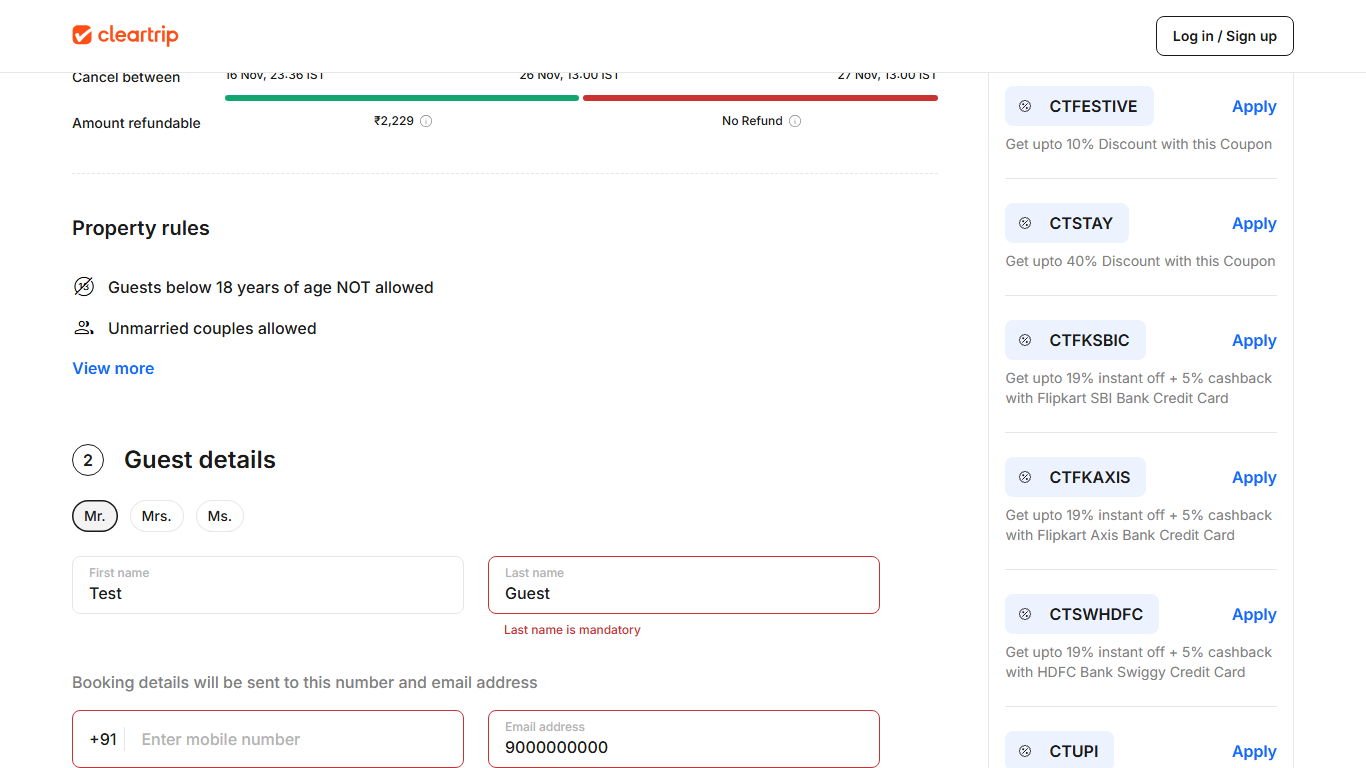 cleartrip
Log in / Sign up
Cancel between
16 Nov, 23:36 IST
26 Nov, 13:00 IST
27 Nov, 13:00 IST
Amount refundable
₹2,229
No Refund
Property rules
18
Guests below 18 years of age NOT allowed
Unmarried couples allowed
View more
2
Guest details
Mr.
Mrs.
Ms.
First name
Test
Last name
Guest
Last name is mandatory
Booking details will be sent to this number and email address
+91
Enter mobile number
Email address
9000000000
CTFESTIVE
Apply
Get upto 10% Discount with this Coupon
CTSTAY
Apply
Get upto 40% Discount with this Coupon
CTFKSBIC
Apply
Get upto 19% instant off + 5% cashback
with Flipkart SBI Bank Credit Card
CTFKAXIS
Apply
Get upto 19% instant off + 5% cashback
with Flipkart Axis Bank Credit Card
CTSWHDFC
Apply
Get upto 19% instant off + 5% cashback
with HDFC Bank Swiggy Credit Card
CTUPI
Apply